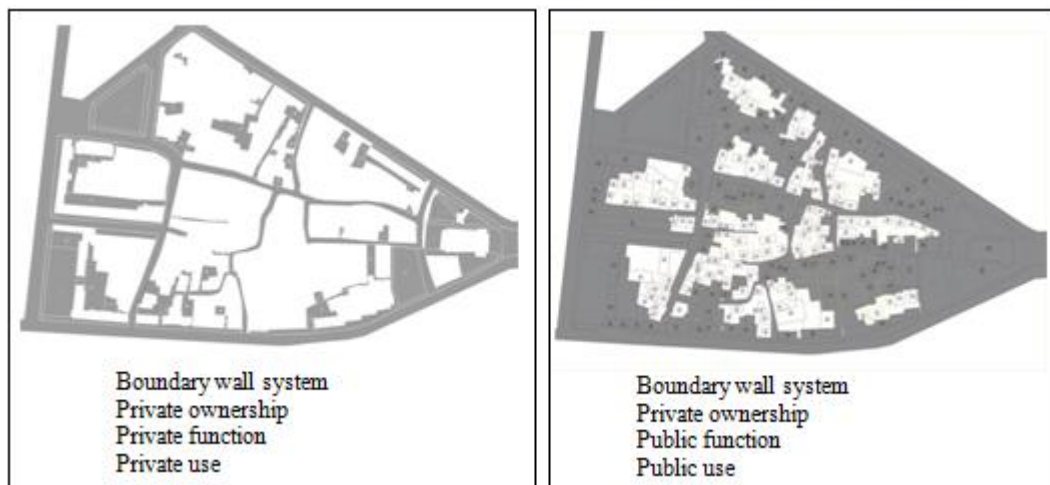 Boundary wall system
Private ownership
Private function
Private use
Boundary wall system
Private ownership
Public function
Public use